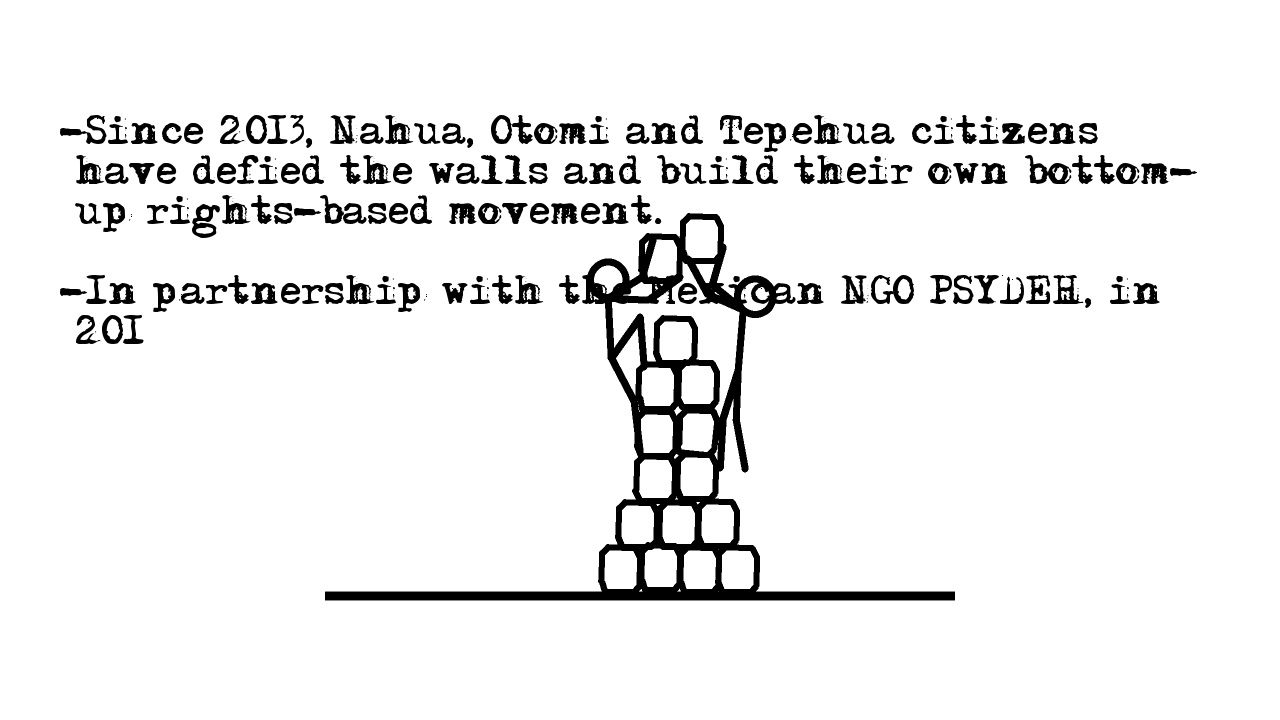 -Since 2013, Nahua, Otomi and Tepehua citizens
have defied the walls and build their own bottom-
up rights-based movement.
-In partnership with the Mexican NGO PSYDEH, in
201